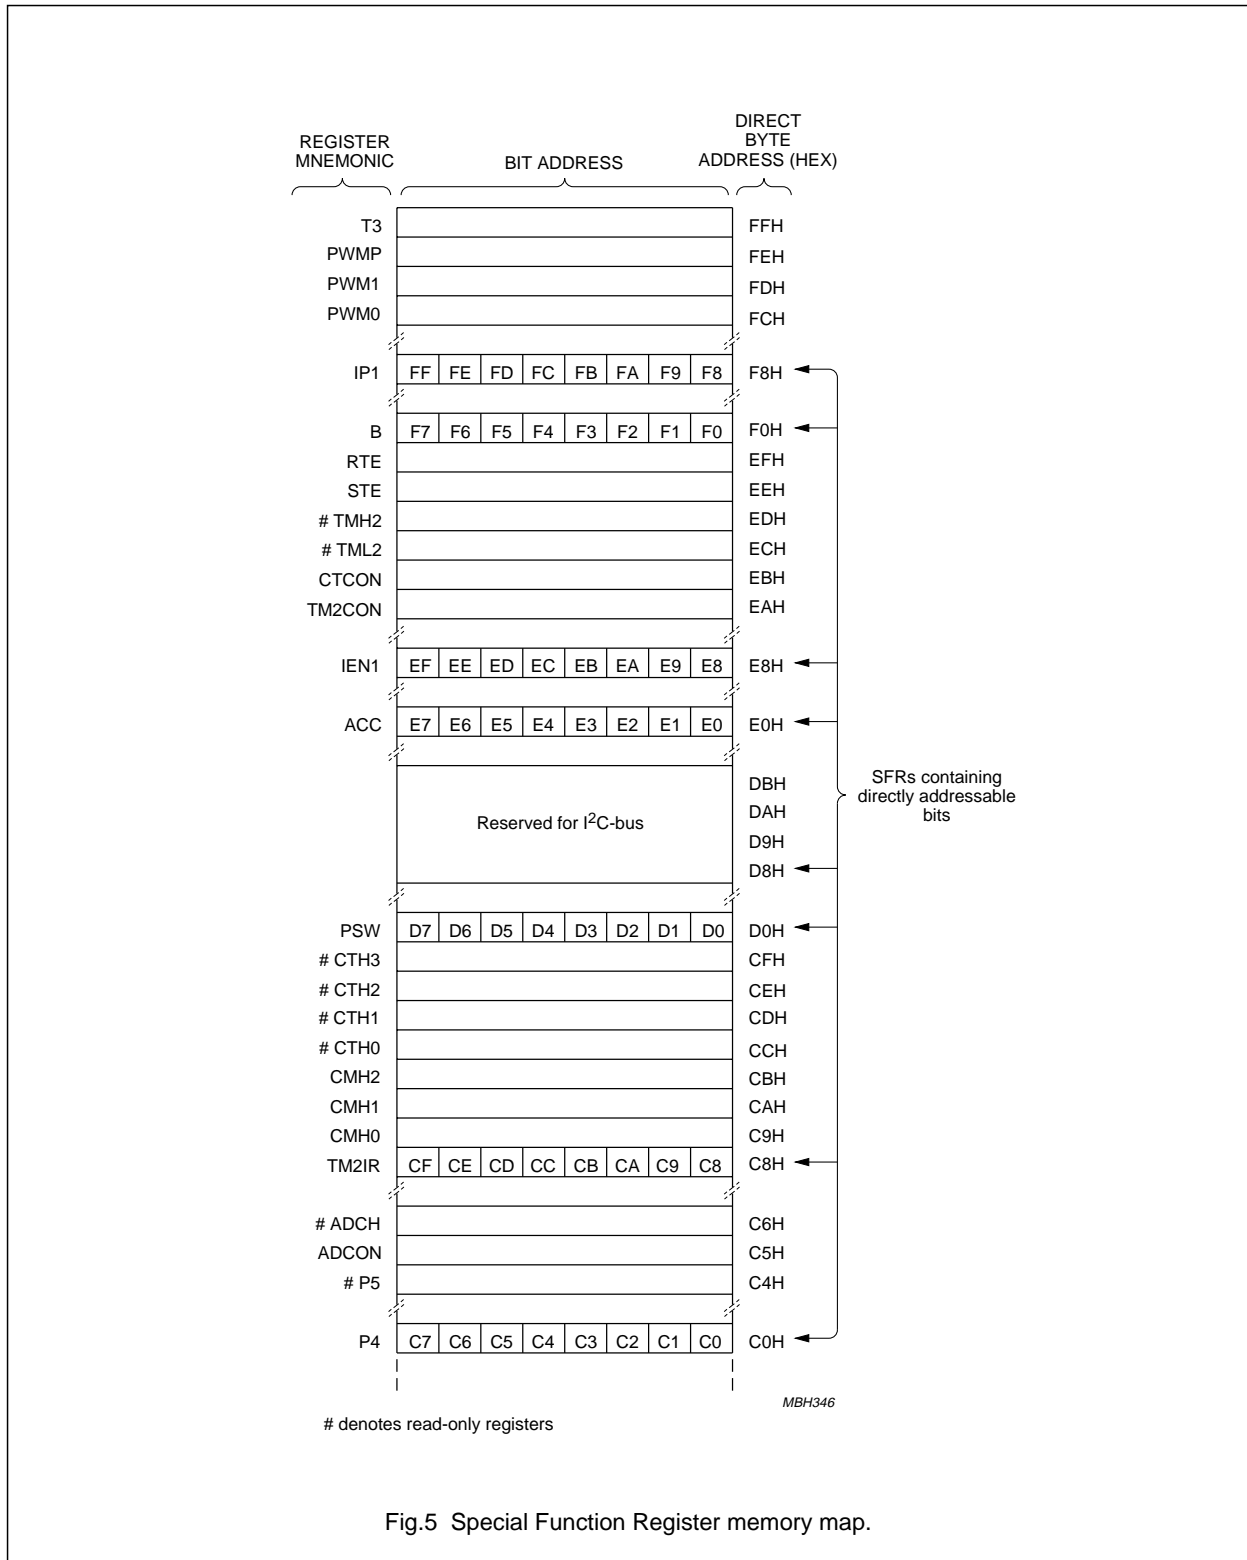 REGISTER
MNEMONIC
BIT ADDRESS
DIRECT
BYTE
ADDRESS (HEX)
T3 FFH
PWMP FEH
PWM1 FDH
PWM0 FCH
IP1 FF FE FD FC FB FA F9 F8 F8H
B F7 F6 F5 F4 F3 F2 F1 F0 F0H
RTE EFH
STE EEH
# TMH2 EDH
# TML2 ECH
CTCON EBH
TM2CON EAH
IEN1 EF EE ED EC EB EA E9 E8 E8H
ACC E7 E6 E5 E4 E3 E2 E1 E0 E0H
Reserved for I2C-bus
DBH
DAH
D9H
D8H
SFRs containing
directly addressable
bits
PSW D7 D6 D5 D4 D3 D2 D1 D0 D0H
# CTH3 CFH
# CTH2 CEH
# CTH1 CDH
# CTH0 CCH
CMH2 CBH
CMH1 CAH
CMH0 C9H
TM2IR CF CE CD CC CB CA C9 C8 C8H
# ADCH C6H
ADCON C5H
# P5 C4H
P4 C7 C6 C5 C4 C3 C2 C1 C0 C0H
MBH346
# denotes read-only registers
Fig.5 Special Function Register memory map.